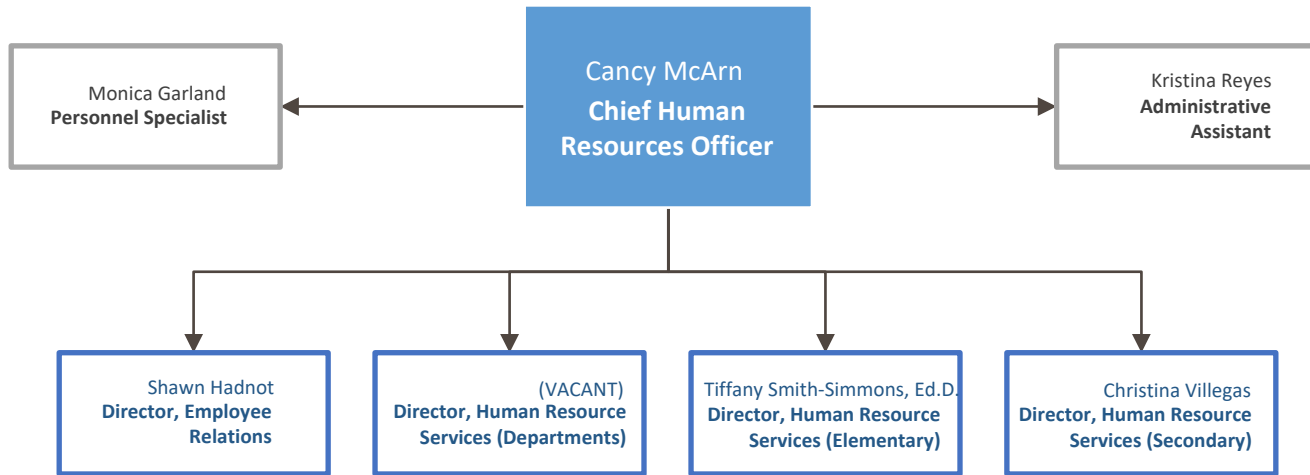 Cancy McArn
Chief Human
Resources Officer
Monica Garland
Personnel Specialist
Kristina Reyes
Administrative
Assistant
Shawn Hadnot
Director, Employee
Relations
(VACANT)
Director, Human Resource
Services (Departments)
Tiffany Smith-Simmons, Ed.D.
Director, Human Resource
Services (Elementary)
Christina Villegas
Director, Human Resource
Services (Secondary)